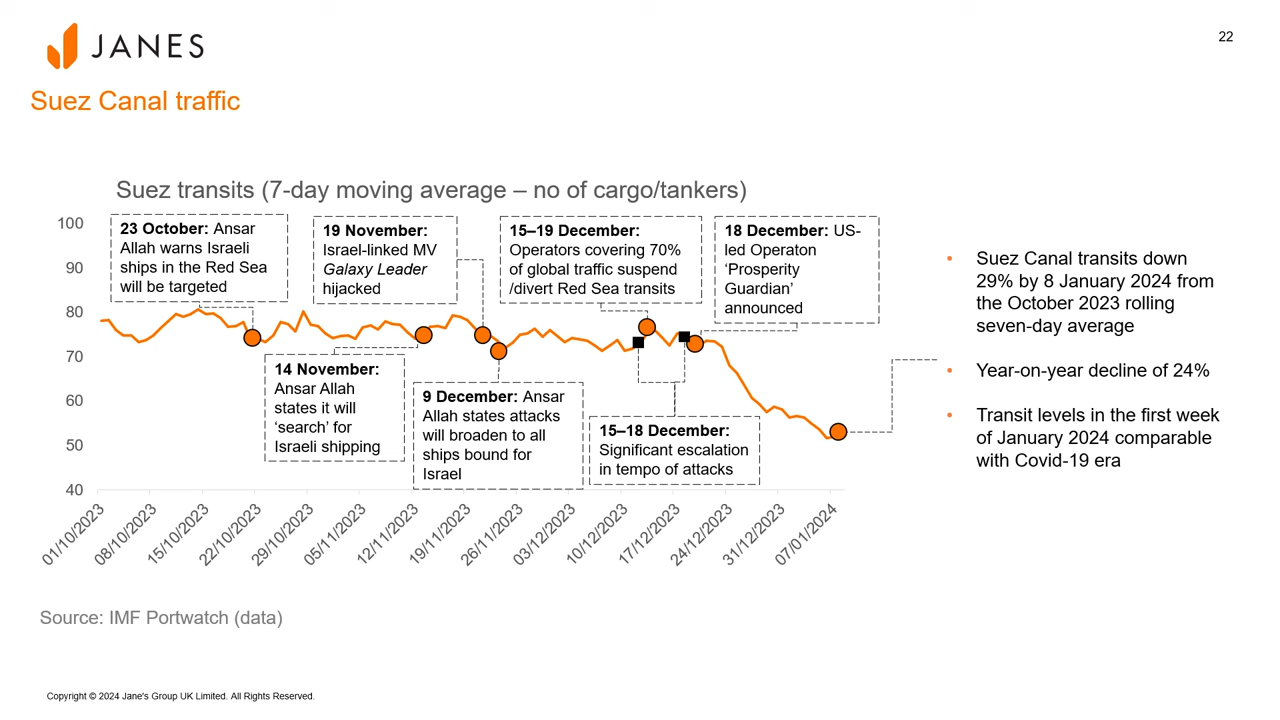 JANES
22
Suez Canal traffic
Suez transits (7-day moving average – no of cargo/tankers)
100
90
80
70
60
50
40
23 October: Ansar
Allah warns Israeli
ships in the Red Sea
will be targeted
19 November:
Israel-linked MV
Galaxy Leader
hijacked
15–19 December:
Operators covering 70%
of global traffic suspend
/divert Red Sea transits
18 December: US-
led Operaton
‘Prosperity
Guardian’
announced
14 November:
Ansar Allah
states it will
‘search’ for
Israeli shipping
9 December: Ansar
Allah states attacks
will broaden to all
ships bound for
Israel
15–18 December:
Significant escalation
in tempo of attacks
01/10/2023
08/10/2023
15/10/2023
22/10/2023
29/10/2023
05/11/2023
12/11/2023
19/11/2023
26/11/2023
03/12/2023
10/12/2023
17/12/2023
24/12/2023
31/12/2023
07/01/2024
• Suez Canal transits down
29% by 8 January 2024 from
the October 2023 rolling
seven-day average
• Year-on-year decline of 24%
• Transit levels in the first week
of January 2024 comparable
with Covid-19 era
Source: IMF Portwatch (data)
Copyright © 2024 Jane's Group UK Limited. All Rights Reserved.